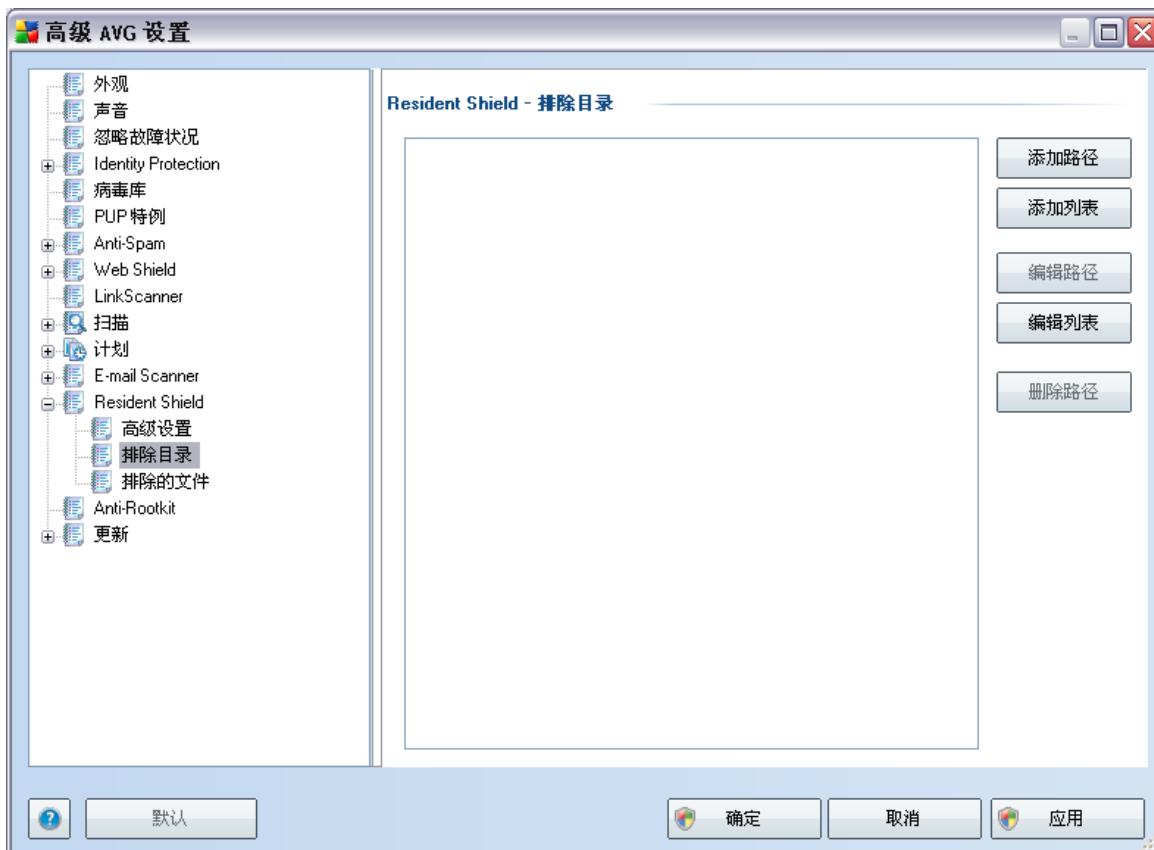 高级 AVG 设置
外观
声音
忽略故障状况
Identity Protection
病毒库
PUP 特例
Anti-Spam
Web Shield
LinkScanner
扫描
计划
E-mail Scanner
Resident Shield
高级设置
排除目录
排除的文件
Anti-Rootkit
更新
Resident Shield - 排除目录
添加路径
添加列表
编辑路径
编辑列表
删除路径
默认
确定
取消
应用